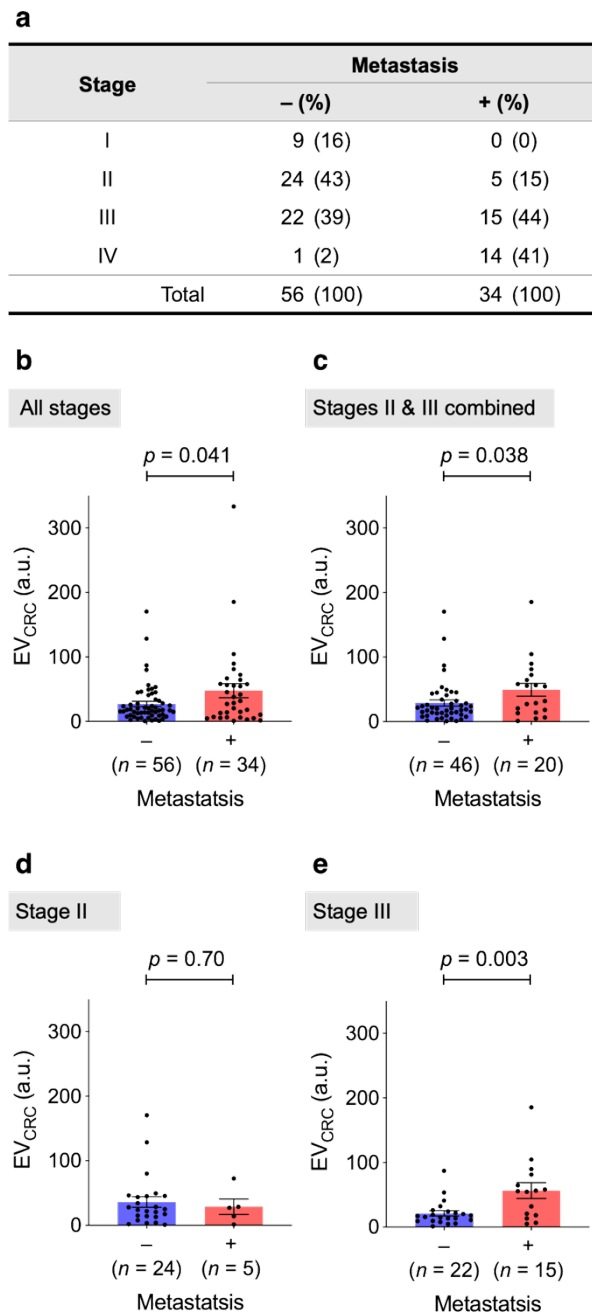 a
Stage Metastasis
– (%) + (%)
I 9 (16) 0 (0)
II 24 (43) 5 (15)
III 22 (39) 15 (44)
IV 1 (2) 14 (41)
Total 56 (100) 34 (100)
b
All stages
p = 0.041
EVCRC (a.u.)
300
200
100
0
– +
(n = 56) (n = 34)
Metastatsis
c
Stages II & III combined
p = 0.038
EVCRC (a.u.)
300
200
100
0
– +
(n = 46) (n = 20)
Metastatsis
d
Stage II
p = 0.70
EVCRC (a.u.)
300
200
100
0
– +
(n = 24) (n = 5)
Metastatsis
e
Stage III
p = 0.003
EVCRC (a.u.)
300
200
100
0
– +
(n = 22) (n = 15)
Metastatsis